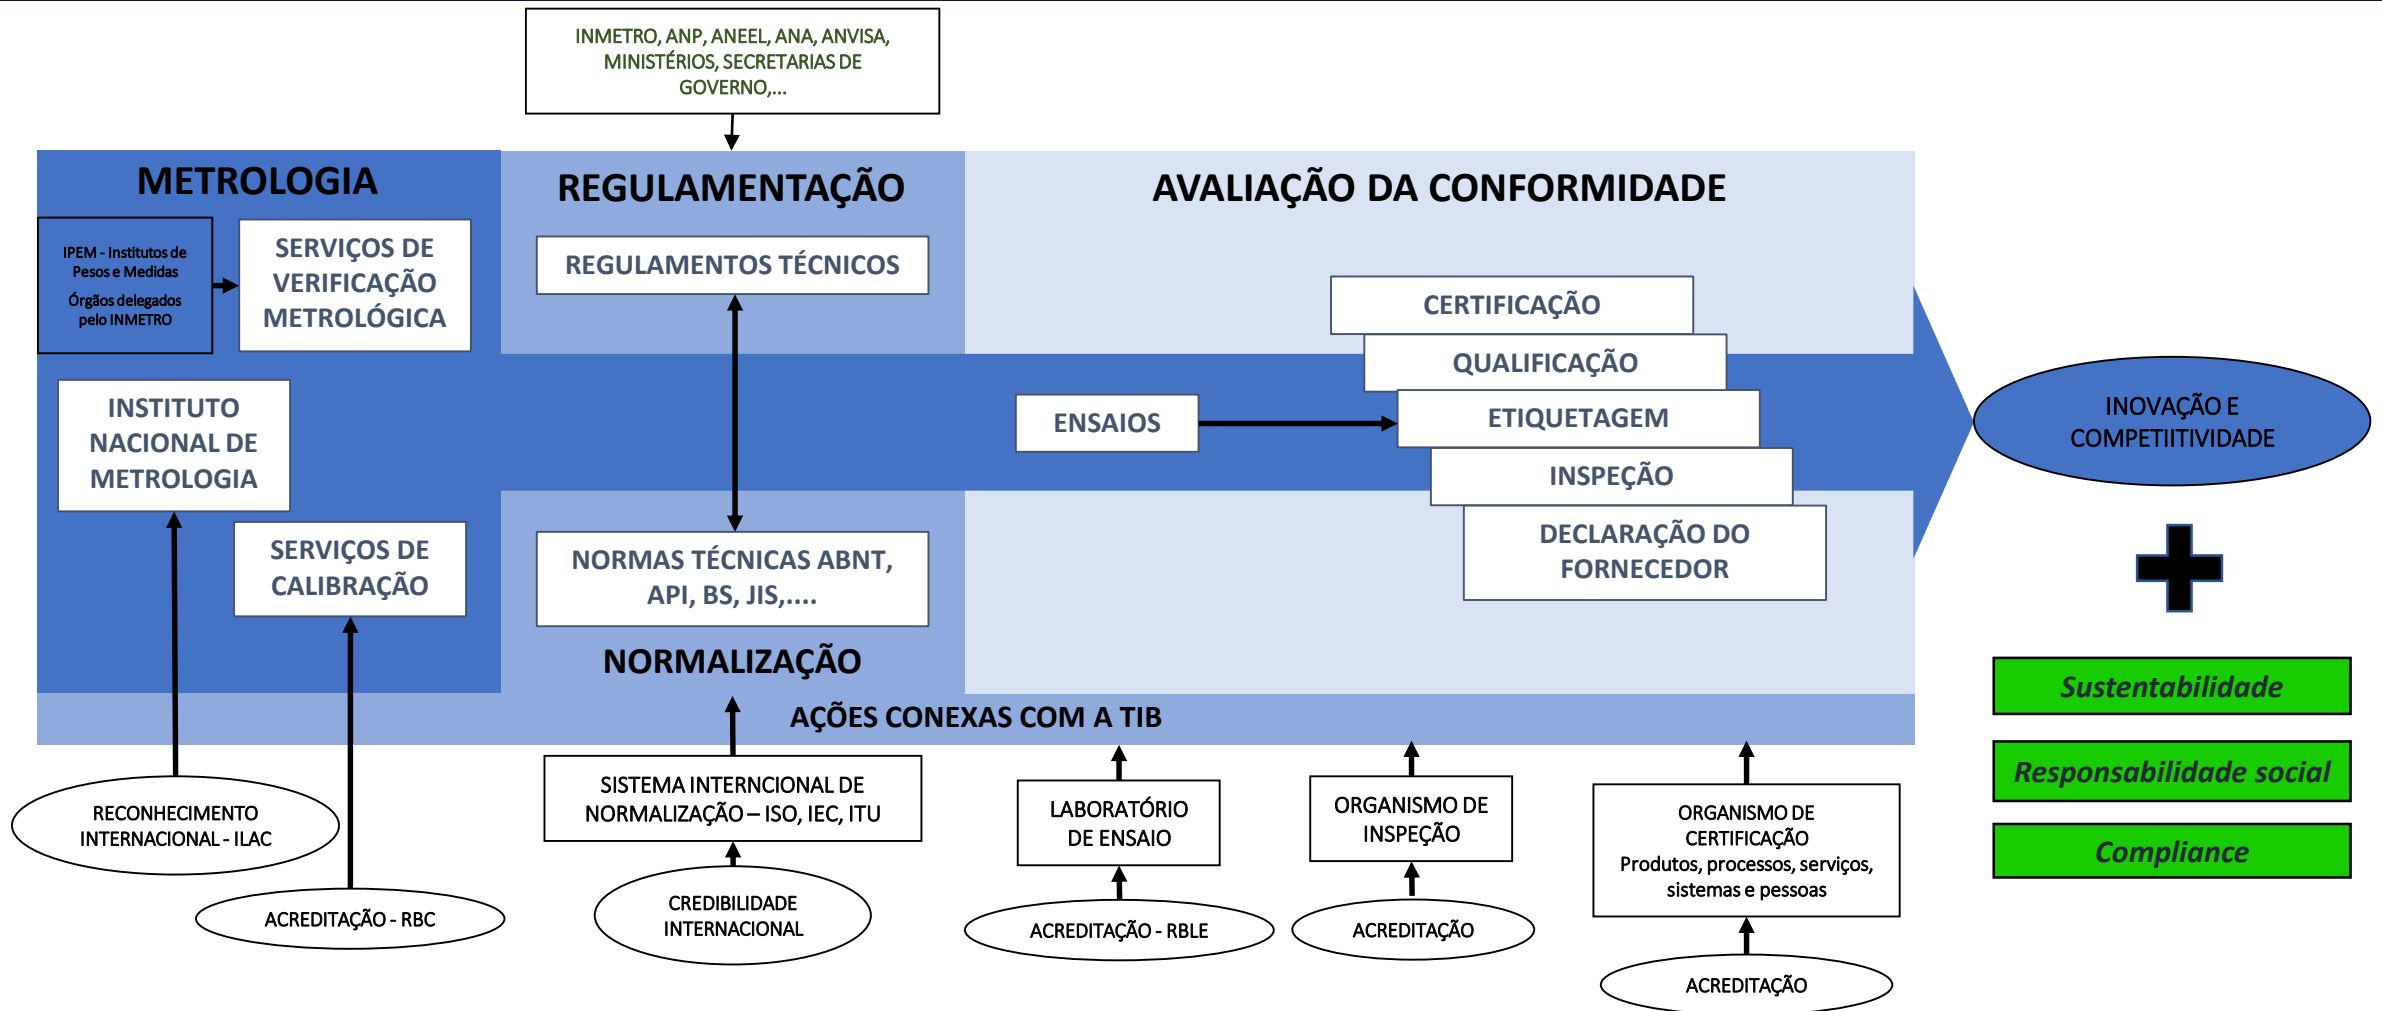 INMETRO, ANP, ANEEL, ANA, ANVISA,
MINISTÉRIOS, SECRETARIAS DE
GOVERNO,...
METROLOGIA
REGULAMENTAÇÃO
AVALIAÇÃO DA CONFORMIDADE
IPEM - Institutos de
Pesos e Medidas
Órgãos delegados
pelo INMETRO
SERVIÇOS DE
VERIFICAÇÃO
METROLÓGICA
REGULAMENTOS TÉCNICOS
CERTIFICAÇÃO
QUALIFICAÇÃO
ETIQUETAGEM
INSPEÇÃO
DECLARAÇÃO DO
FORNECEDOR
ENSAIOS
INSTITUTO
NACIONAL DE
METROLOGIA
SERVIÇOS DE
CALIBRAÇÃO
NORMAS TÉCNICAS ABNT,
API, BS, JIS,....
NORMALIZAÇÃO
AÇÕES CONEXAS COM A TIB
INOVAÇÃO E
COMPETIITIVIDADE
Sustentabilidade
Responsabilidade social
Compliance
RECONHECIMENTO
INTERNACIONAL - ILAC
ACREDITAÇÃO - RBC
SISTEMA INTERNCIONAL DE
NORMALIZAÇÃO – ISO, IEC, ITU
CREDIBILIDADE
INTERNACIONAL
LABORATÓRIO
DE ENSAIO
ACREDITAÇÃO - RBLE
ORGANISMO DE
INSPEÇÃO
ACREDITAÇÃO
ORGANISMO DE
CERTIFICAÇÃO
Produtos, processos, serviços,
sistemas e pessoas
ACREDITAÇÃO